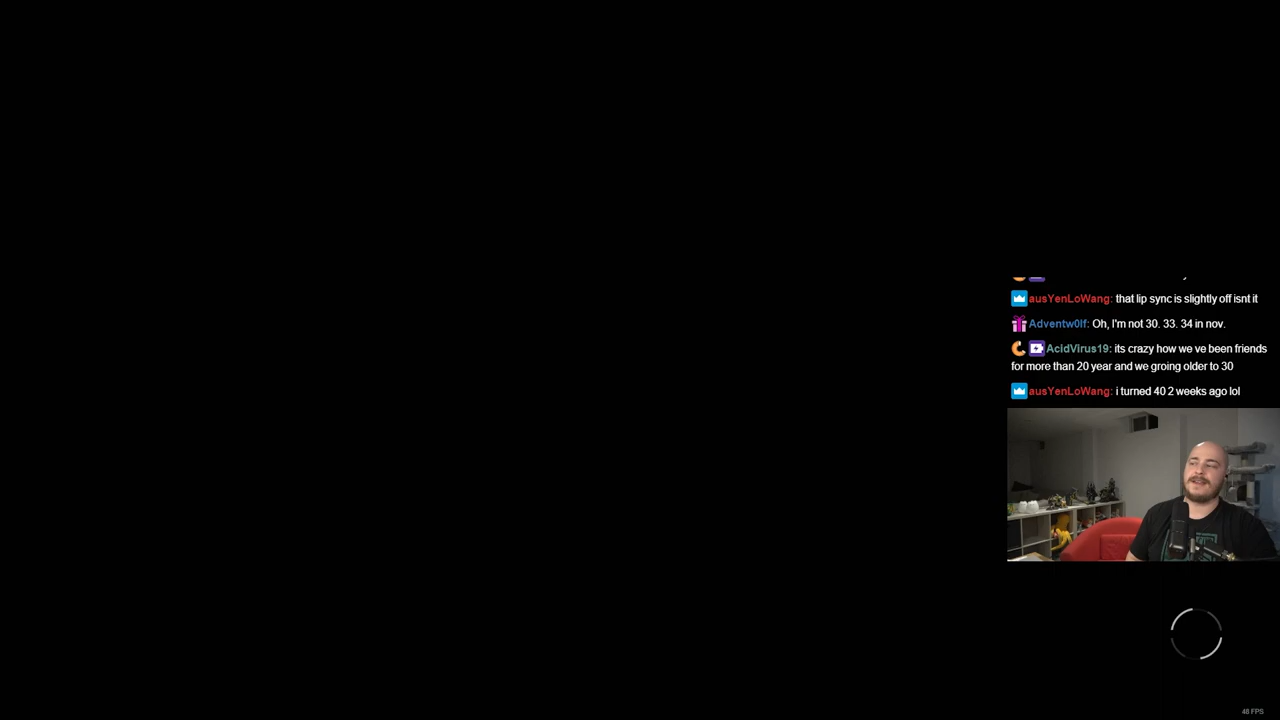 ausYenLoWang: that lip sync is slightly off isnt it
Adventw0lf: Oh, I'm not 30. 33. 34 in nov.
AcidVirus19: its crazy how we ve been friends
for more than 20 year and we groing older to 30
ausYenLoWang: i turned 40 2 weeks ago lol
48 FPS